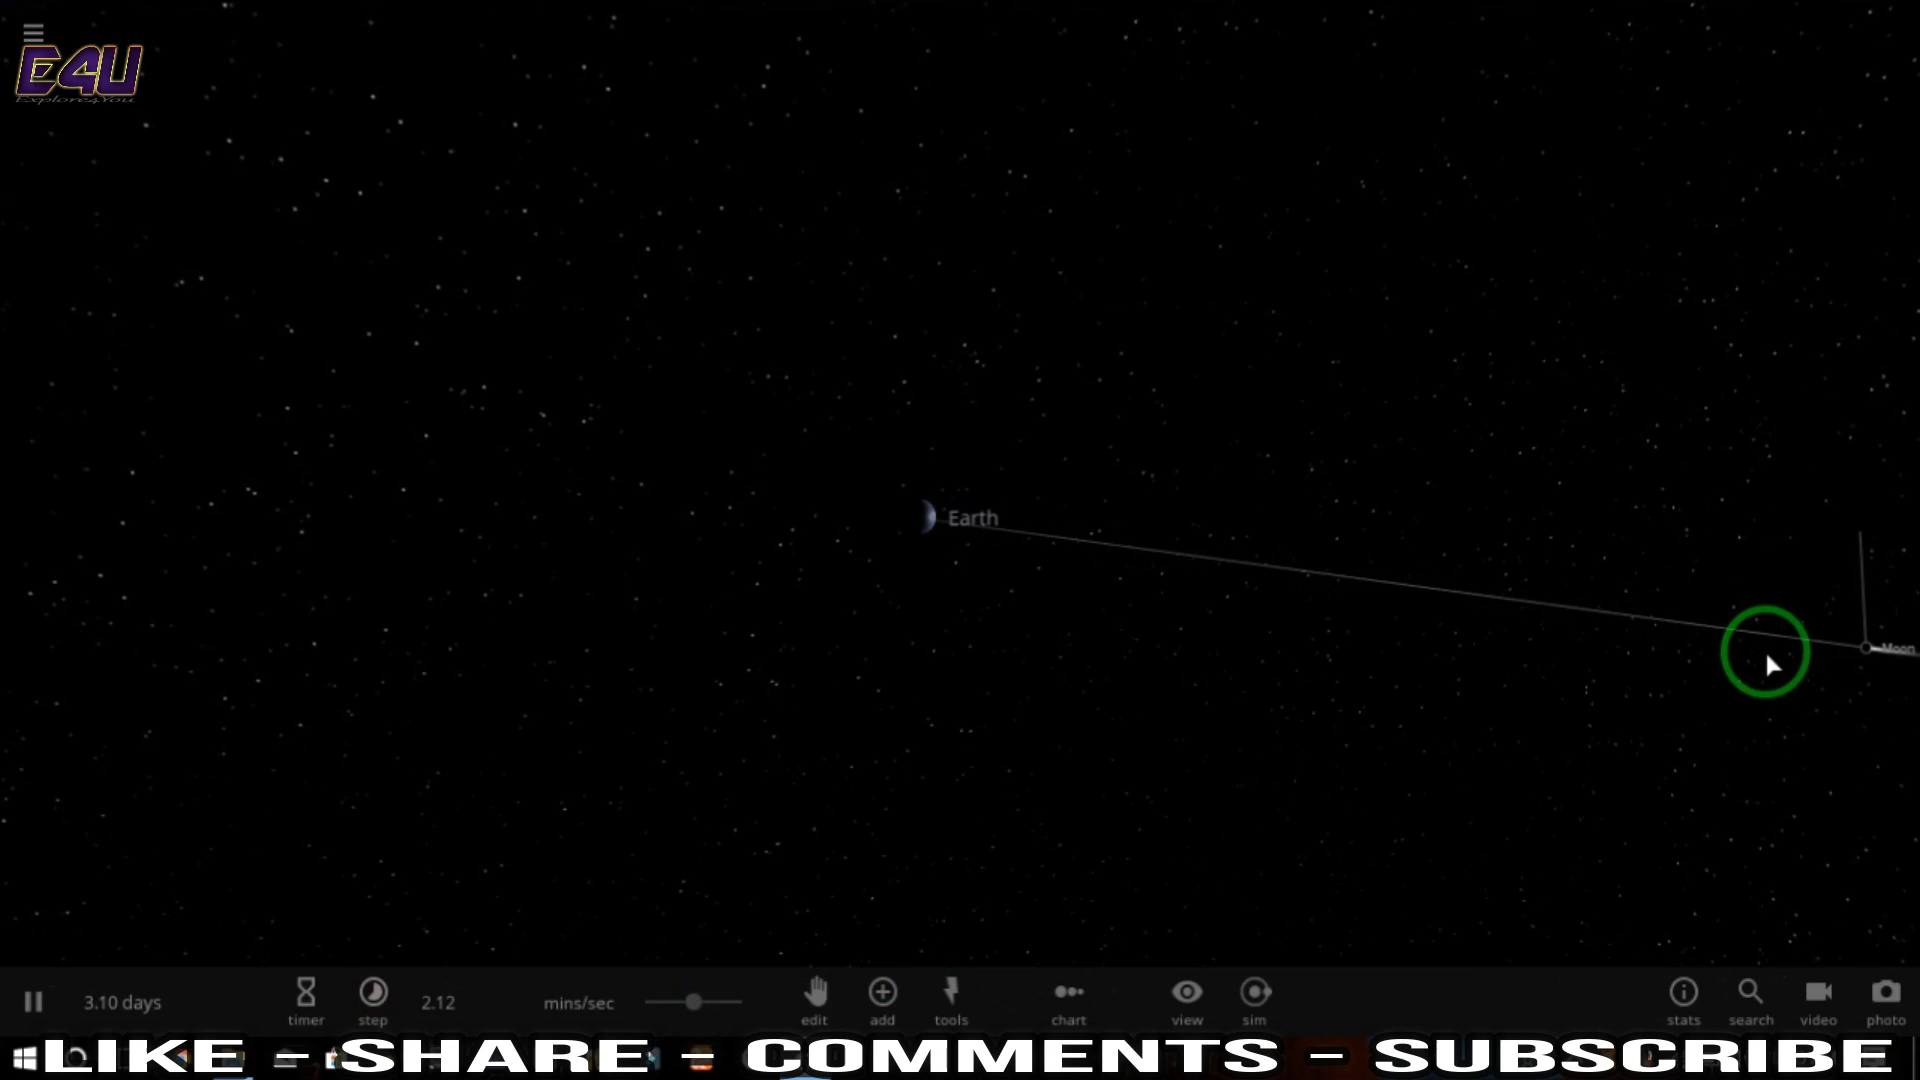 E4U
Explore4You
Earth
Moon
3.10 days
timer
step
2.12
mins/sec
edit
add
tools
chart
view
sim
stats
search
video
photo
LIKE – SHARE – COMMENTS – SUBSCRIBE